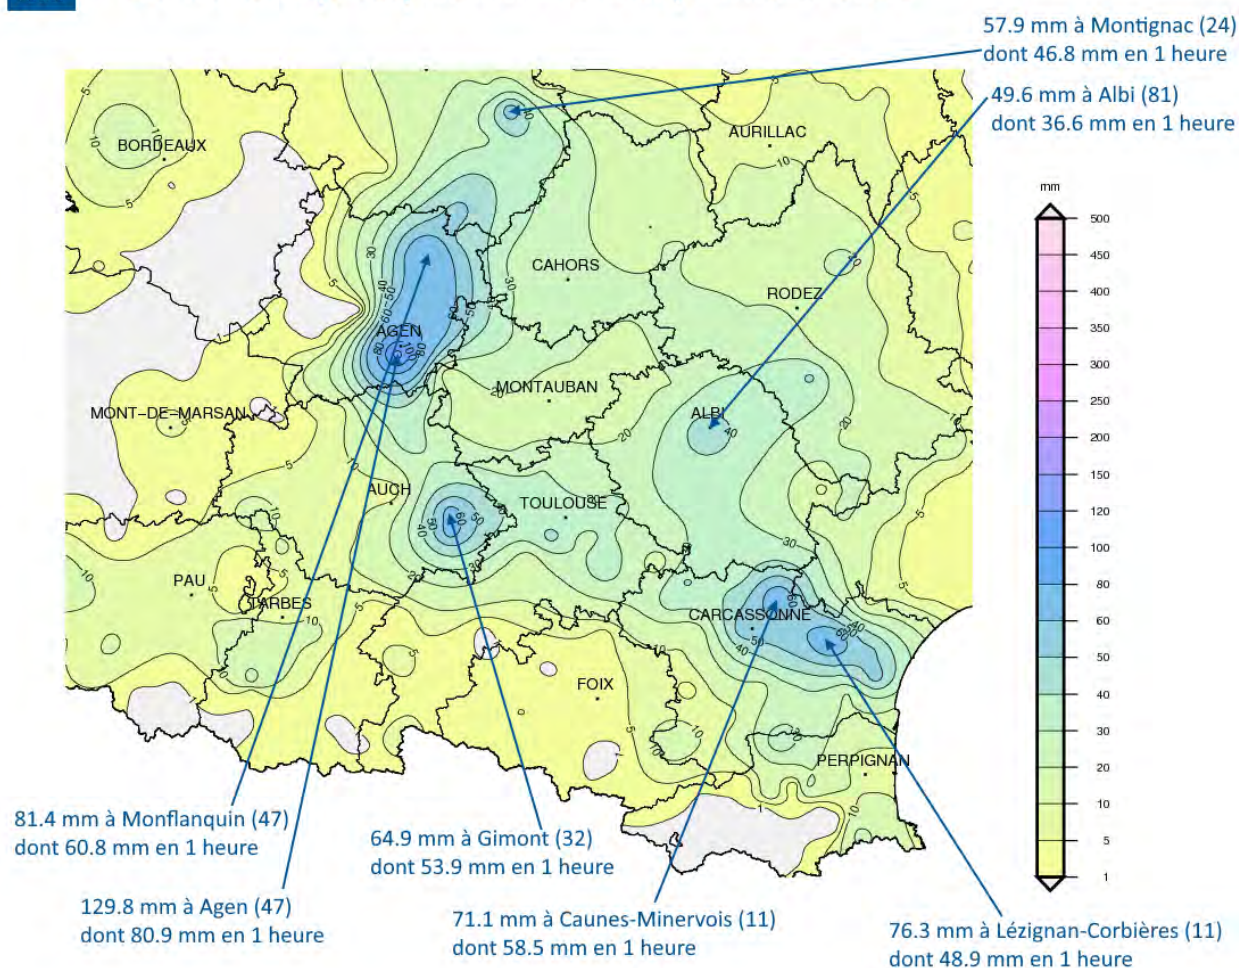 57.9 mm à Montignac (24)
dont 46.8 mm en 1 heure
49.6 mm à Albi (81)
dont 36.6 mm en 1 heure
BORDEAUX
AURILLAC
CAHORS
RODEZ
AGEN
MONTAUBAN
MONT-DE-MARSAN
ALBI
AUCH
TOULOUSE
PAU
TARBES
CARCASSONNE
FOIX
PERPIGNAN
mm
500
450
400
350
300
250
200
150
120
100
80
60
50
40
30
20
10
5
1
81.4 mm à Monflanquin (47)
dont 60.8 mm en 1 heure
64.9 mm à Gimont (32)
dont 53.9 mm en 1 heure
129.8 mm à Agen (47)
dont 80.9 mm en 1 heure
71.1 mm à Caunes-Minervois (11)
dont 58.5 mm en 1 heure
76.3 mm à Lézignan-Corbières (11)
dont 48.9 mm en 1 heure